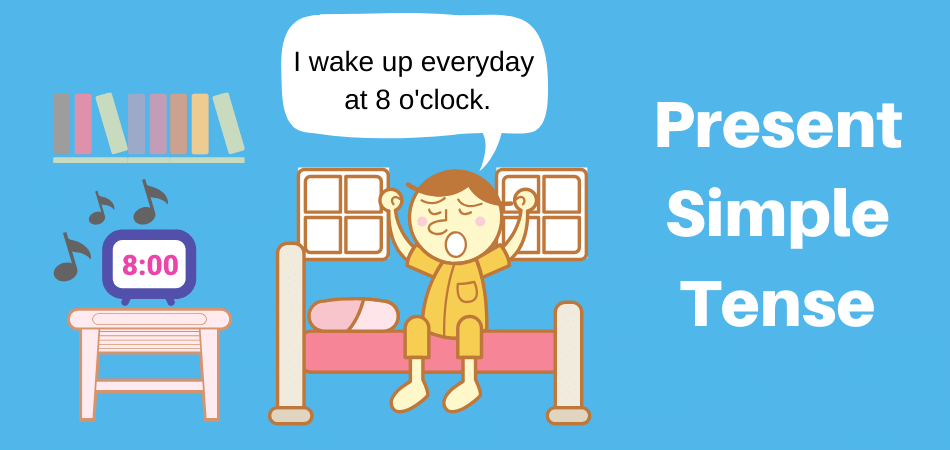 I wake up everyday
at 8 o'clock.
8:00
Present
Simple
Tense